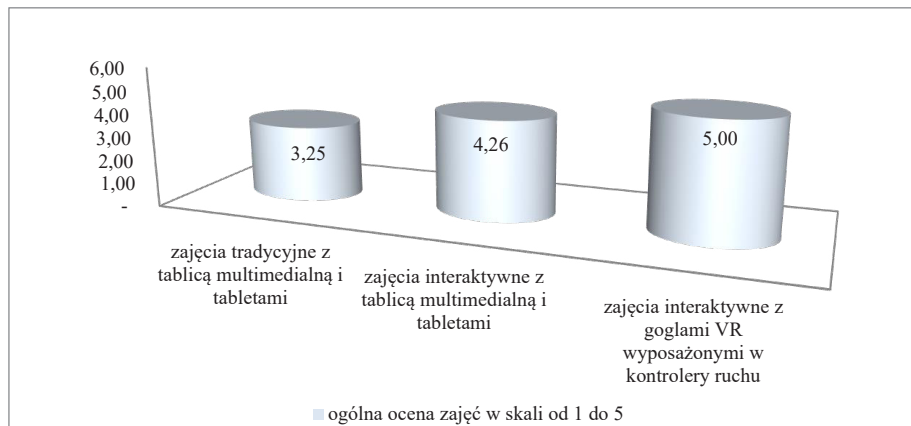 6,00
5,00
4,00
3,00
2,00
1,00
-
3,25
4,26
5,00
zajęcia tradycyjne z
tablicą multimedialną i
tabletami
zajęcia interaktywne z
tablicą multimedialną i
tabletami
zajęcia interaktywne z
goglami VR
wyposażonymi w
kontrolery ruchu
ogólna ocena zajęć w skali od 1 do 5